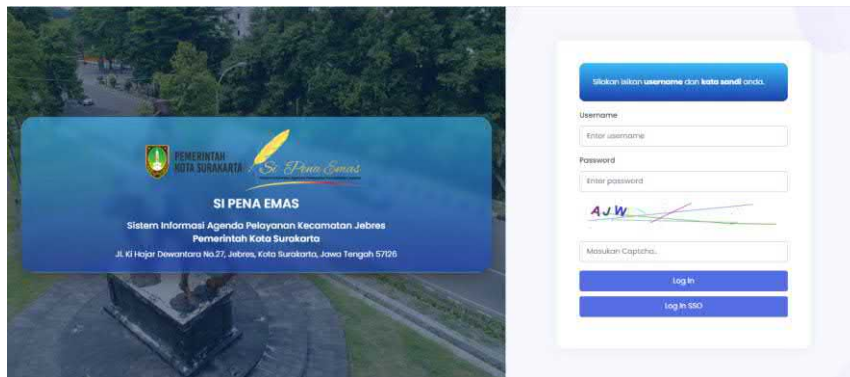 PEMERINTAH
KOTA SURAKARTA
Si Pena Emas
SI PENA EMAS
Sistem Informasi Agenda Pelayanan Kecamatan Jebres
Pemerintah Kota Surakarta
Jl. Ki Hajar Dewantara No.27, Jebres, Kota Surakarta, Jawa Tengah 57126
Silakan isikan username dan kata sandi anda.
Username
Enter username
Password
Enter password
AJW
Masukan Captcha..
Log In
Log In SSO